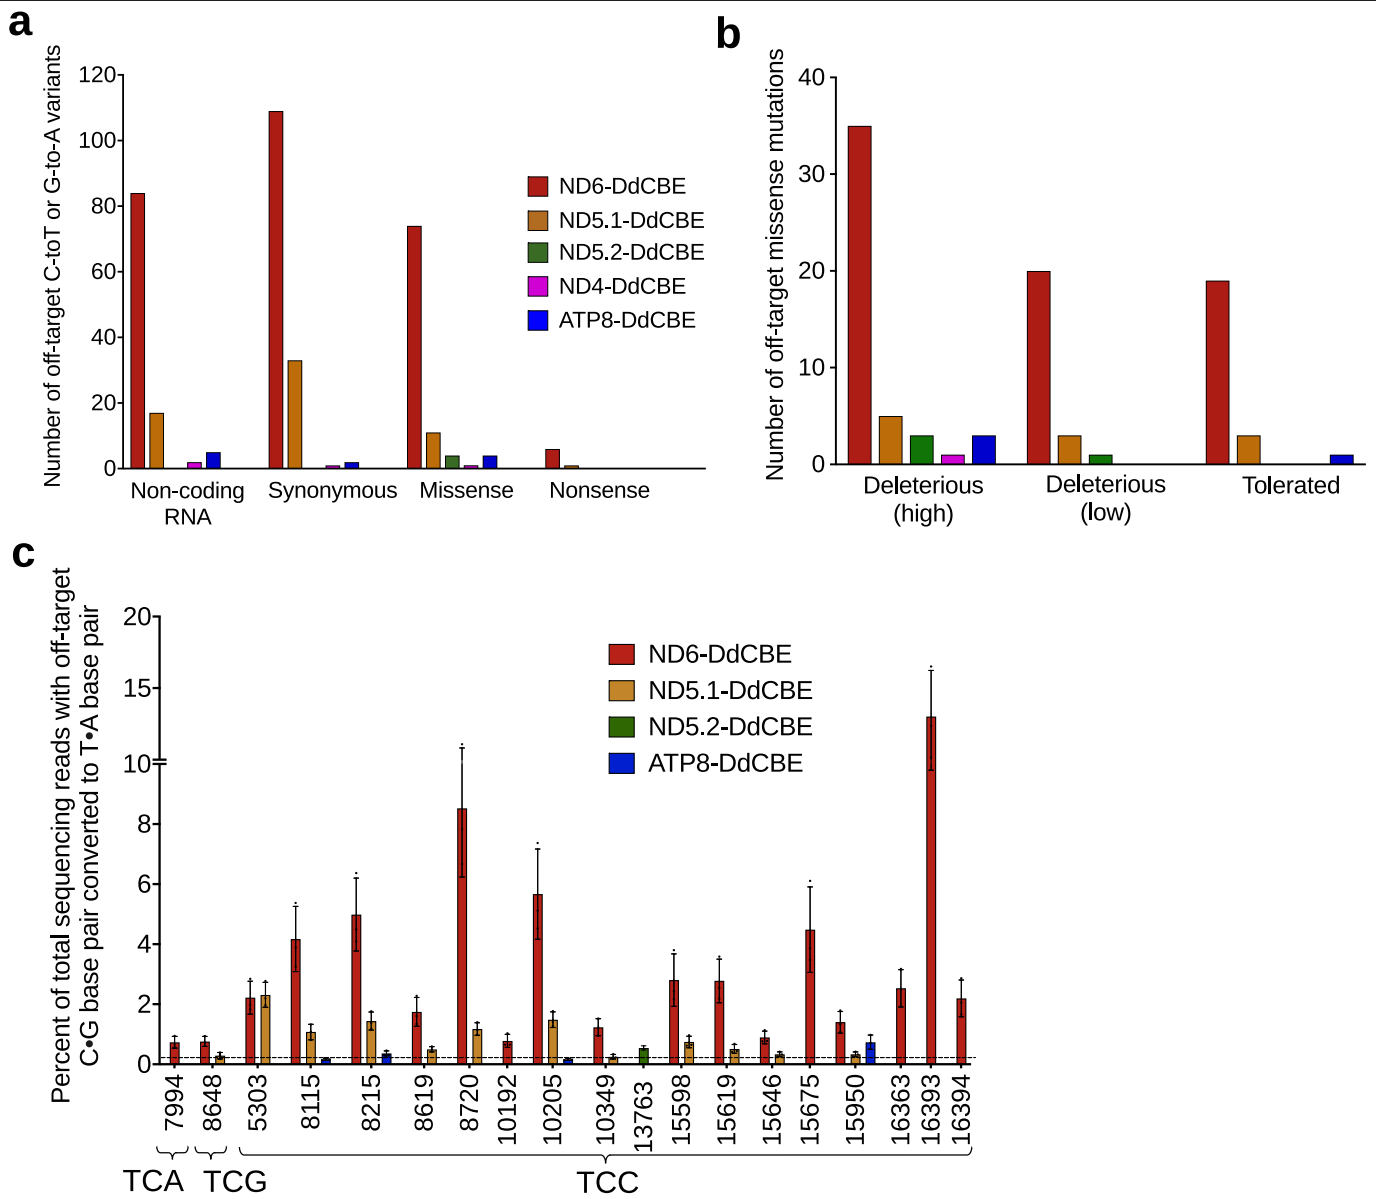 a
Number of off-target C-toT or G-to-A variants
120
100
80
60
40
20
0
Non-coding
RNA
Synonymous
Missense
Nonsense
ND6-DdCBE
ND5.1-DdCBE
ND5.2-DdCBE
ND4-DdCBE
ATP8-DdCBE
b
Number of off-target missense mutations
40
30
20
10
0
Deleterious
(high)
Deleterious
(low)
Tolerated
c
Percent of total sequencing reads with off-target
C•G base pair converted to T•A base pair
20
15
10
8
6
4
2
0
ND6-DdCBE
ND5.1-DdCBE
ND5.2-DdCBE
ATP8-DdCBE
7994
8648
5303
8115
8215
8619
8720
10192
10205
10349
13763
15598
15619
15646
15675
15950
16363
16393
16394
TCA
TCG
TCC